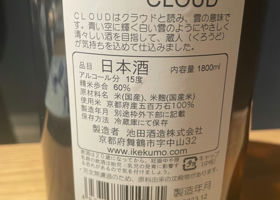 CLOUD
CLOUDはクラウドと読み、雲の意味です。
青い空に輝く白い雲のようにやさしく
清々しい酒を目指して、蔵人(くろうど)
が気持ちを込めて仕込みました。
日本酒 内容量 1800ml
アルコール分 15度
精米歩合 60%
原材料名 米(国産)、米麹(国産米)
使用米 京都府産五百万石100%
製造年月 別途枠外下部に記載
保存方法 冷蔵庫にて保存
製造者 池田酒造株式会社
京都府舞鶴市字中山32
www.ikekumo.com
製造年月